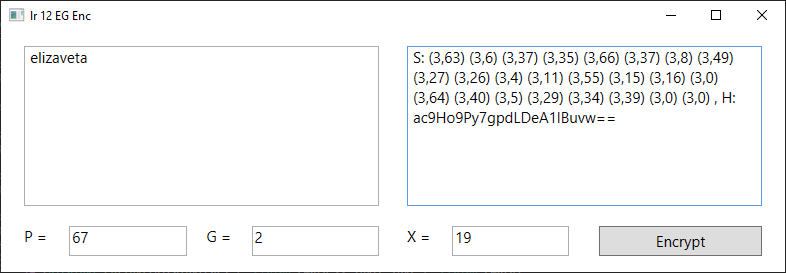 Ir 12 EG Enc
elizaveta
S: (3,63) (3,6) (3,37) (3,35) (3,66) (3,37) (3,8) (3,49)
(3,27) (3,26) (3,4) (3,11) (3,55) (3,15) (3,16) (3,0)
(3,64) (3,40) (3,5) (3,29) (3,34) (3,39) (3,0) (3,0) , H:
ac9Ho9Py7gpdLDeA1IBuvw==
P = 67 G = 2 X = 19 Encrypt